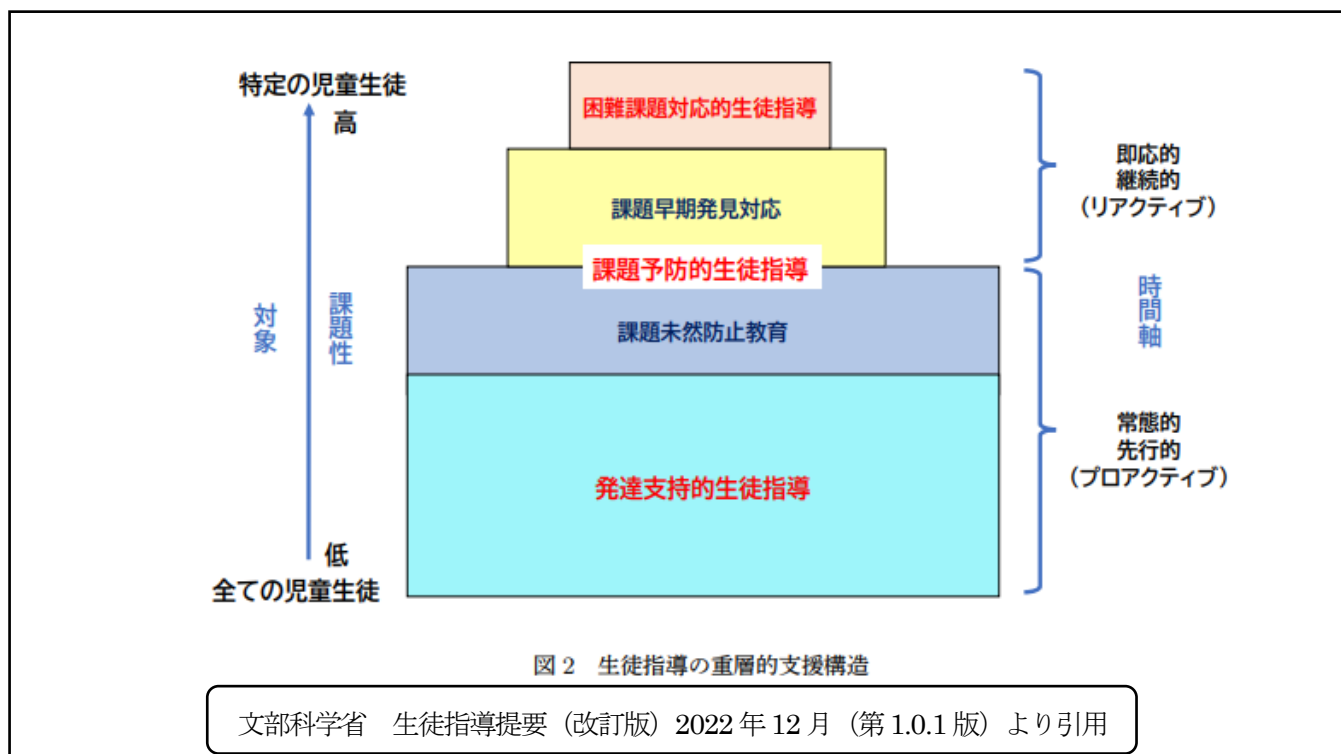 特定の児童生徒
高
対象
課題性
低
全ての児童生徒
困難課題対応的生徒指導
課題早期発見対応
課題予防的生徒指導
課題未然防止教育
発達支持的生徒指導
即応的
継続的
(リアクティブ)
時間軸
常態的
先行的
(プロアクティブ)
図2 生徒指導の重層的支援構造
文部科学省 生徒指導提要(改訂版)2022年12月(第1.0.1版)より引用